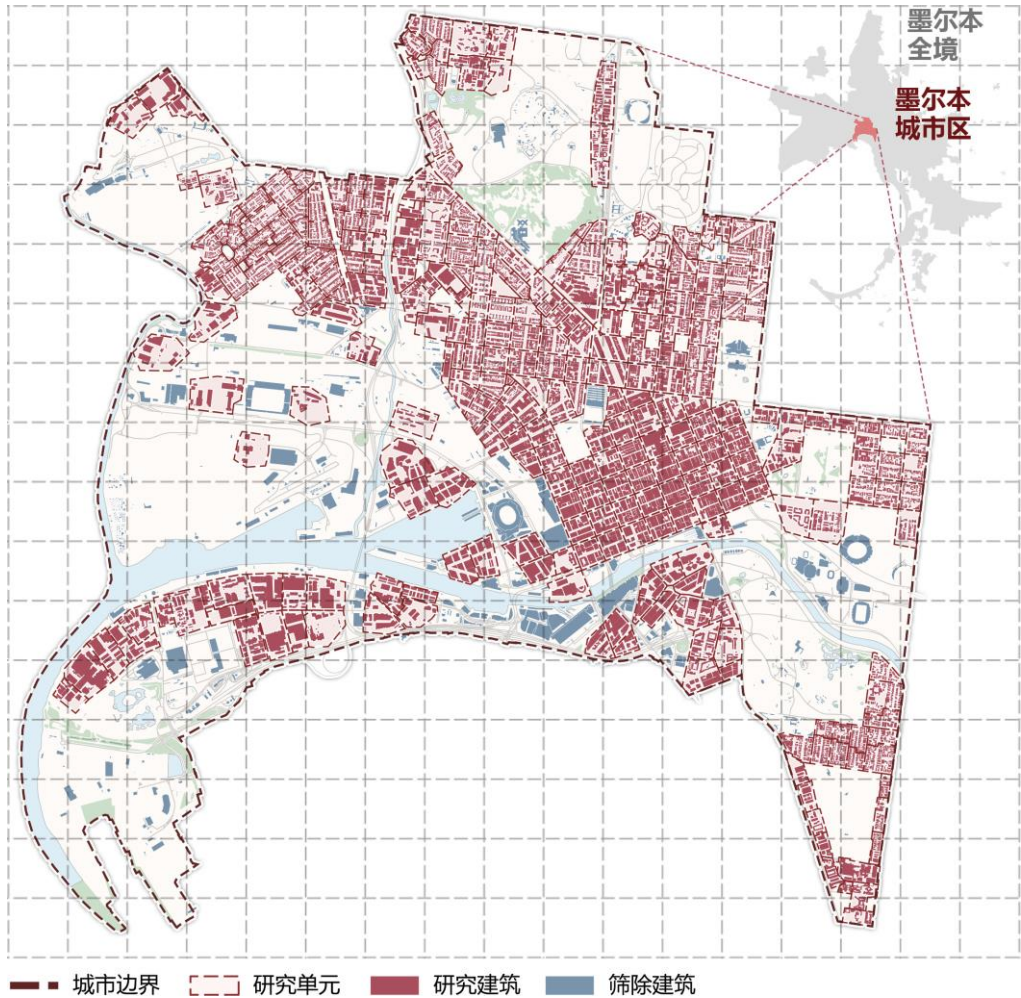 墨尔本
全境
墨尔本
城市区
城市边界
研究单元
研究建筑
筛除建筑